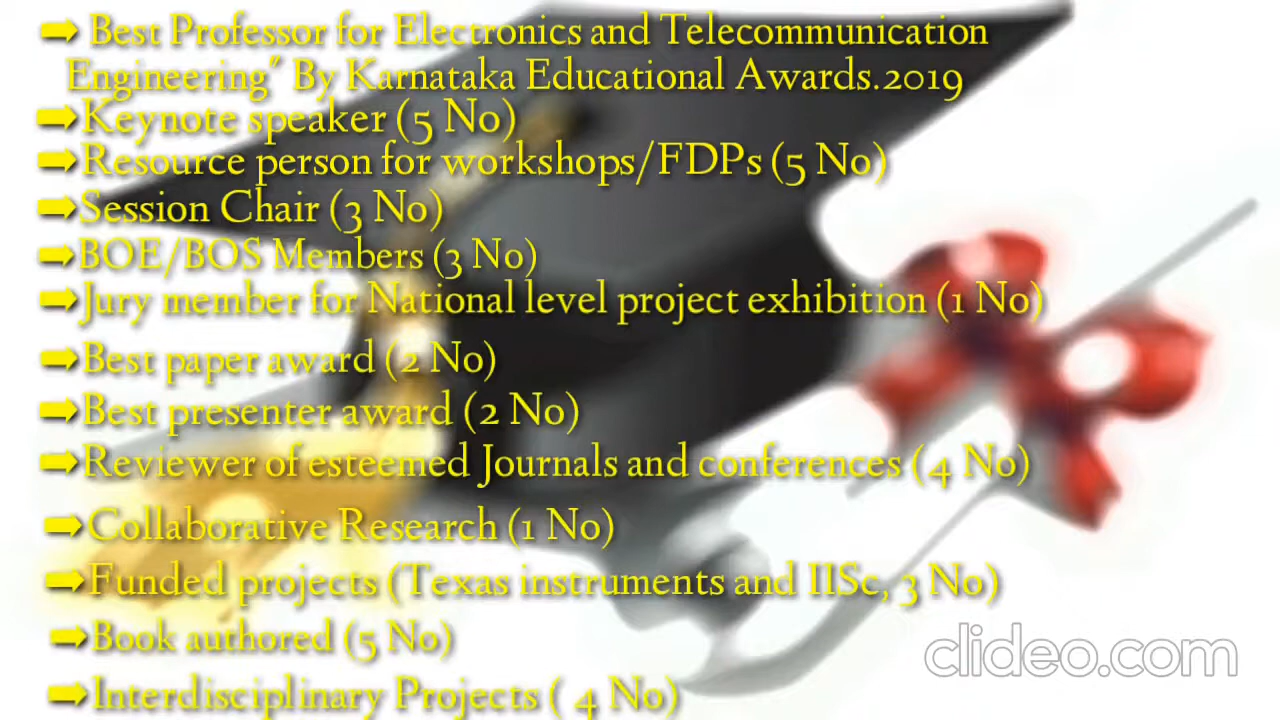 ➡ Best Professor for Electronics and Telecommunication
Engineering" By Karnataka Educational Awards.2019
➡Keynote speaker (5 No)
➡Resource person for workshops/FDPs (5 No)
➡Session Chair (3 No)
➡BOE/BOS Members (3 No)
➡Jury member for National level project exhibition (1 No)
➡Best paper award (2 No)
➡Best presenter award (2 No)
➡Reviewer of esteemed Journals and conferences (4 No)
➡Collaborative Research (1 No)
➡Funded projects (Texas instruments and IISc, 3 No)
➡Book authored (5 No)
➡Interdisciplinary Projects ( 4 No)
clideo.com